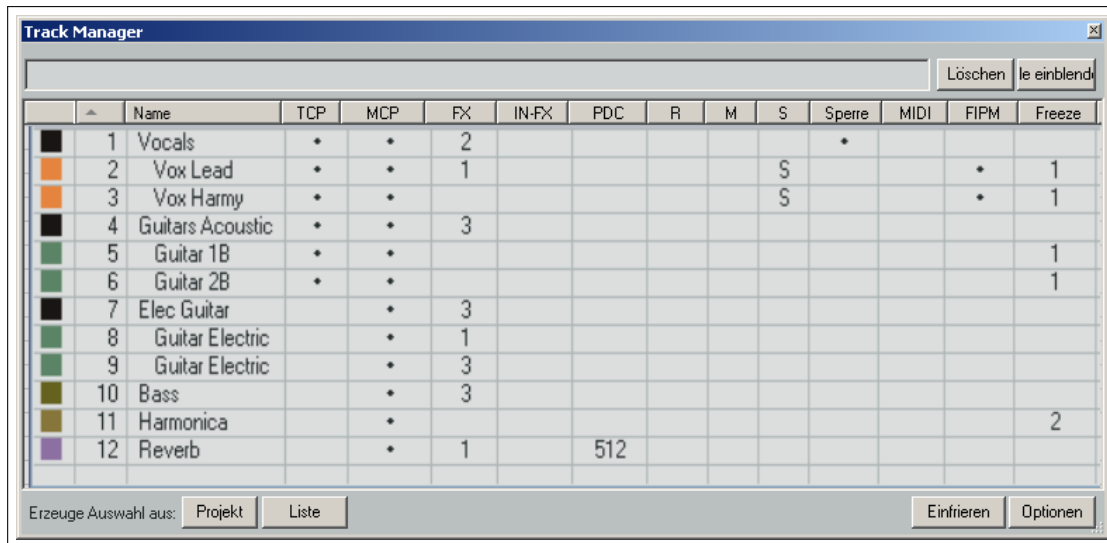 Track Manager
Löschen le einblend
Name TCP MCP FX IN-FX PDC R M S Sperre MIDI FIPM Freeze
1 Vocals • • 2 •
2 Vox Lead • • 1 S • 1
3 Vox Harmy • • S • 1
4 Guitars Acoustic • • 3
5 Guitar 1B • • 1
6 Guitar 2B • • 1
7 Elec Guitar • 3
8 Guitar Electric • 1
9 Guitar Electric • 3
10 Bass • 3
11 Harmonica • 2
12 Reverb • 1 512
Erzeuge Auswahl aus: Projekt Liste Einfrieren Optionen